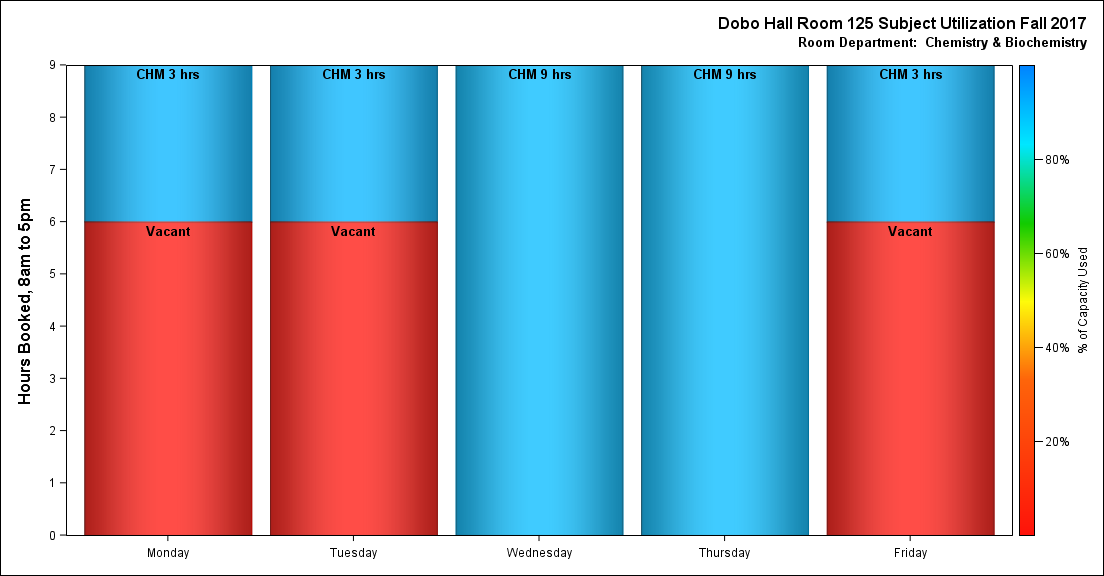 Dobo Hall Room 125 Subject Utilization Fall 2017
Room Department:  Chemistry & Biochemistry
Hours Booked, 8am to 5pm
9
8
7
6
5
4
3
2
1
0
CHM 3 hrs
CHM 3 hrs
CHM 9 hrs
CHM 9 hrs
CHM 3 hrs
Vacant
Vacant
Vacant
Monday
Tuesday
Wednesday
Thursday
Friday
80%
60%
40%
20%
% of Capacity Used